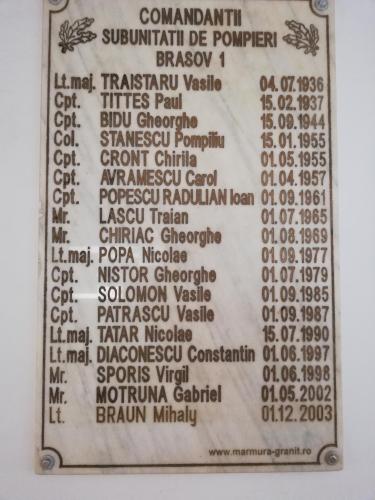 COMANDANTII
SUBUNITATII DE POMPIERI
BRASOV 1
Lt.maj. TRAISTARU Vasile 04.07.1936
Cpt. TITTES Paul 15.02.1937
Cpt. BIDU Gheorghe 15.09.1944
Col. STANESCU Pompiliu 15.01.1955
Cpt. CRONT Chirila 01.05.1955
Cpt. AVRAMESCU Carol 01.04.1957
Cpt. POPESCU RADULIAN Ioan 01.09.1961
Mr. LASCU Traian 01.07.1965
Mr. CHIRIAC Gheorghe 01.08.1969
Lt.maj. POPA Nicolae 01.09.1977
Cpt. NISTOR Gheorghe 01.07.1979
Cpt. SOLOMON Vasile 01.09.1985
Cpt. PATRASCU Vasile 01.09.1987
Lt.maj. TATAR Nicolae 15.07.1990
Lt.maj. DIACONESCU Constantin 01.06.1997
Mr. SPORIS Virgil 01.06.1998
Mr. MOTRUNA Gabriel 01.05.2002
Lt. BRAUN Mihaly 01.12.2003
www.marmura-granit.ro